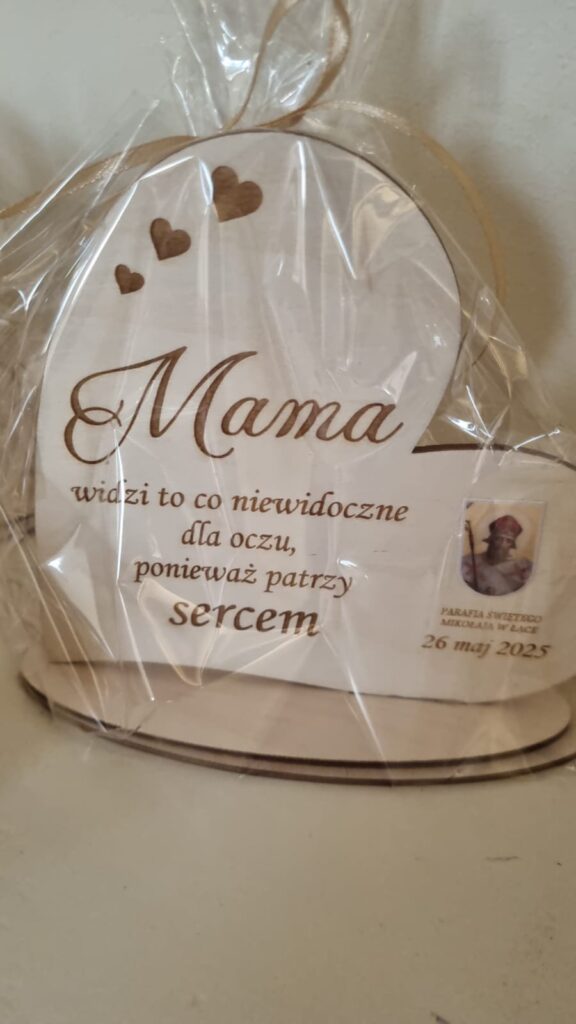 Mama
widzi to co niewidoczne
dla oczu,
ponieważ patrzy
sercem
PARAFIA ŚWIĘTEGO
MIKOŁAJA W ŁĄCE
26 maj 2025